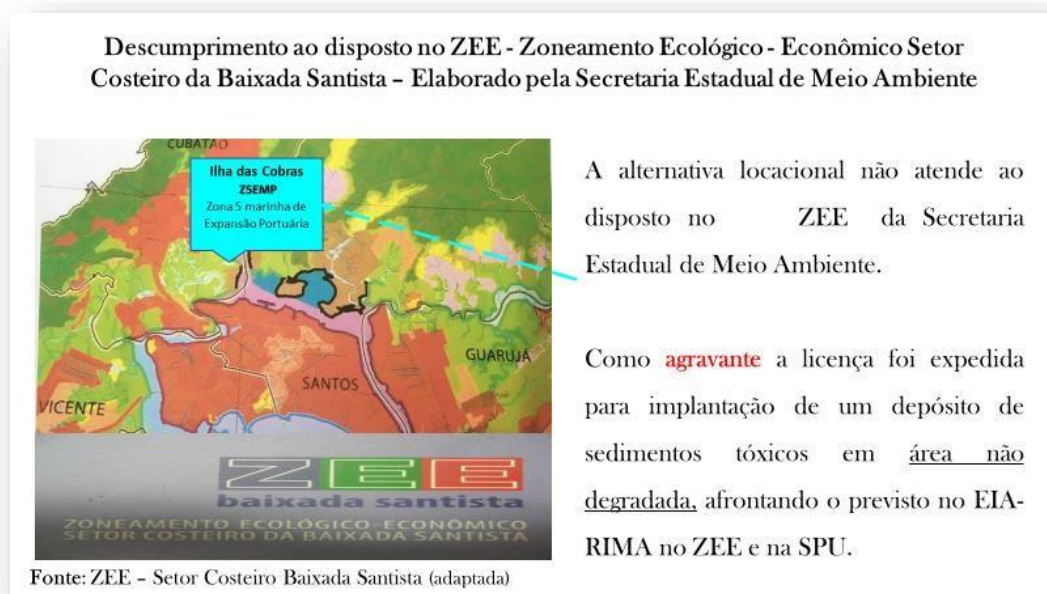 Descumprimento ao disposto no ZEE - Zoneamento Ecológico - Econômico Setor
Costeiro da Baixada Santista – Elaborado pela Secretaria Estadual de Meio Ambiente
CUBATÃO
Ilha das Cobras
Z5EMP
Zona 5 marinha de
Expansão Portuária
GUARUJÁ
SANTOS
VICENTE
ZEE
baixada santista
ZONEAMENTO ECOLÓGICO-ECONÔMICO
SETOR COSTEIRO DA BAIXADA SANTISTA
Fonte: ZEE – Setor Costeiro Baixada Santista (adaptada)
A alternativa locacional não atende ao
disposto no ZEE da Secretaria
Estadual de Meio Ambiente.
Como agravante a licença foi expedida
para implantação de um depósito de
sedimentos tóxicos em área não
degradada, afrontando o previsto no EIA-
RIMA no ZEE e na SPU.